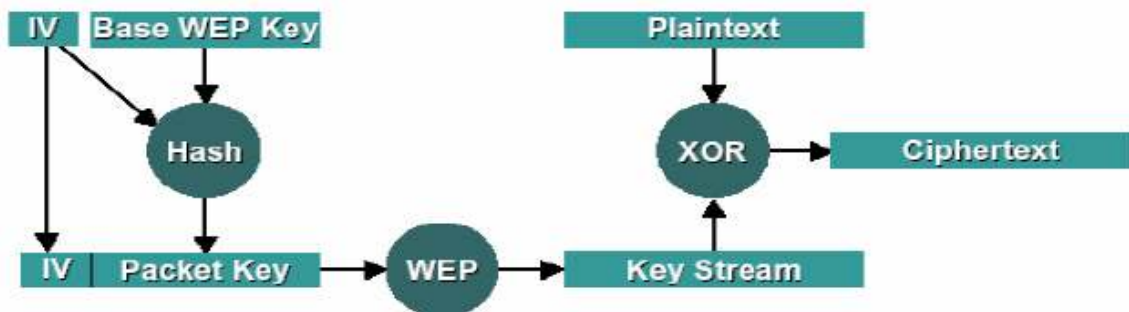 IV
Base WEP Key
Plaintext
Hash
XOR
Ciphertext
IV
Packet Key
WEP
Key Stream